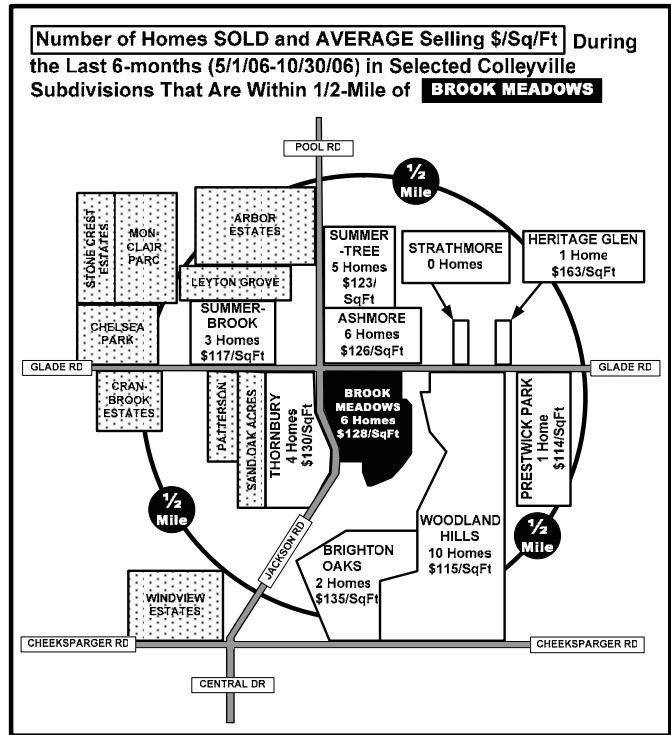 Number of Homes SOLD and AVERAGE Selling $/Sq/Ft During
the Last 6-months (5/1/06-10/30/06) in Selected Colleyville
Subdivisions That Are Within 1/2-Mile of BROOK MEADOWS
POOL RD
½
Mile
STONE CREST
ESTATES
MON-
CLAIR
PARC
ARBOR
ESTATES
LEYTON GROVE
SUMMER
-TREE
5 Homes
$123/
SqFt
STRATHMORE
0 Homes
HERITAGE GLEN
1 Home
$163/SqFt
CHELSEA
PARK
SUMMER-
BROOK
3 Homes
$117/SqFt
ASHMORE
6 Homes
$126/SqFt
GLADE RD
GLADE RD
CRAN-
BROOK
ESTATES
PATTERSON
SANDOAK ACRES
THORNBURY
4 Homes
$130/SqFt
BROOK
MEADOWS
6 Homes
$128/SqFt
PRESTWICK PARK
1 Home
$114/SqFt
½
Mile
WOODLAND
HILLS
10 Homes
$115/SqFt
½
Mile
JACKSON RD
BRIGHTON
OAKS
2 Homes
$135/SqFt
WINDVIEW
ESTATES
CHEEKSPARGER RD
CHEEKSPARGER RD
CENTRAL DR